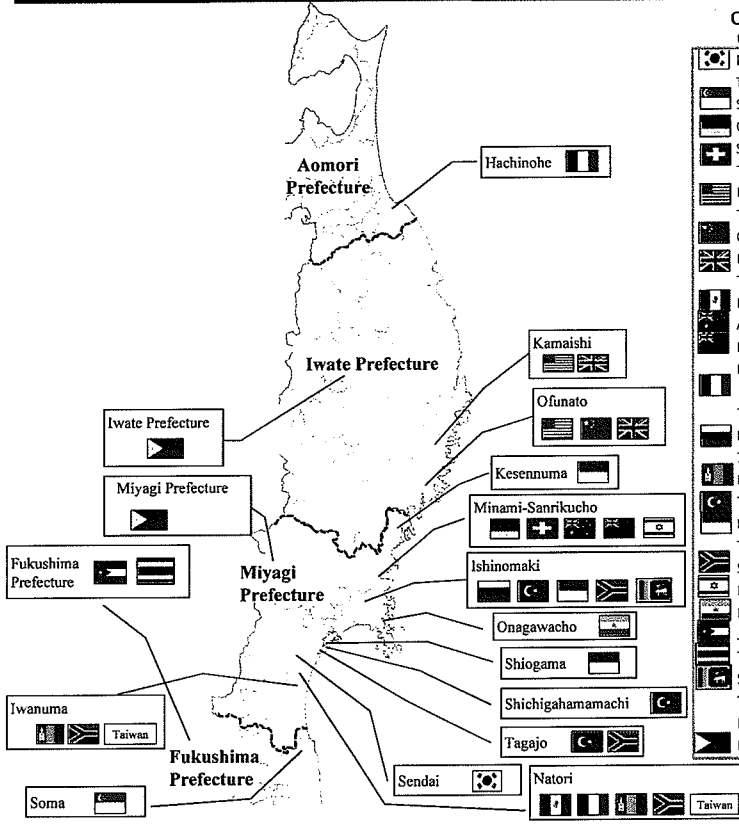 Aomori
Prefecture
Hachinohe
Iwate Prefecture
Kamaishi
Ofunato
Iwate Prefecture
Kesennuma
Miyagi Prefecture
Minami-Sanrikucho
Fukushima
Prefecture
Miyagi
Prefecture
Ishinomaki
Onagawacho
Shiogama
Shichigahamamachi
Iwanuma
Taiwan
Tagajo
Fukushima
Prefecture
Sendai
Natori
Taiwan
Soma